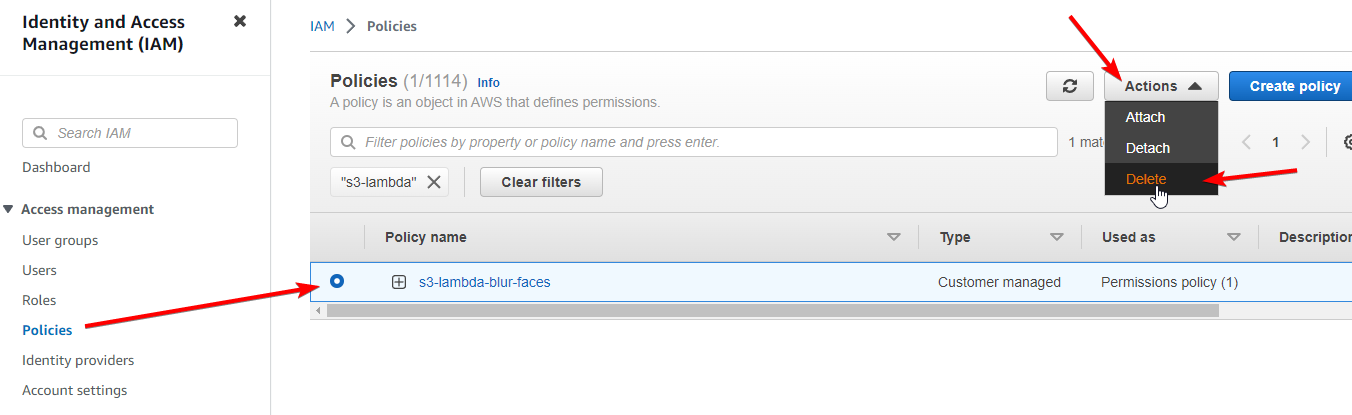 Identity and Access
Management (IAM)
Search IAM
Dashboard
Access management
User groups
Users
Roles
Policies
Identity providers
Account settings
IAM
Policies
Policies (1/1114) Info
A policy is an object in AWS that defines permissions.
Actions
Create policy
Attach
Detach
Delete
Filter policies by property or policy name and press enter.
1
1
"s3-lambda"
Clear filters
Policy name
Type
Used as
Description
s3-lambda-blur-faces
Customer managed
Permissions policy (1)